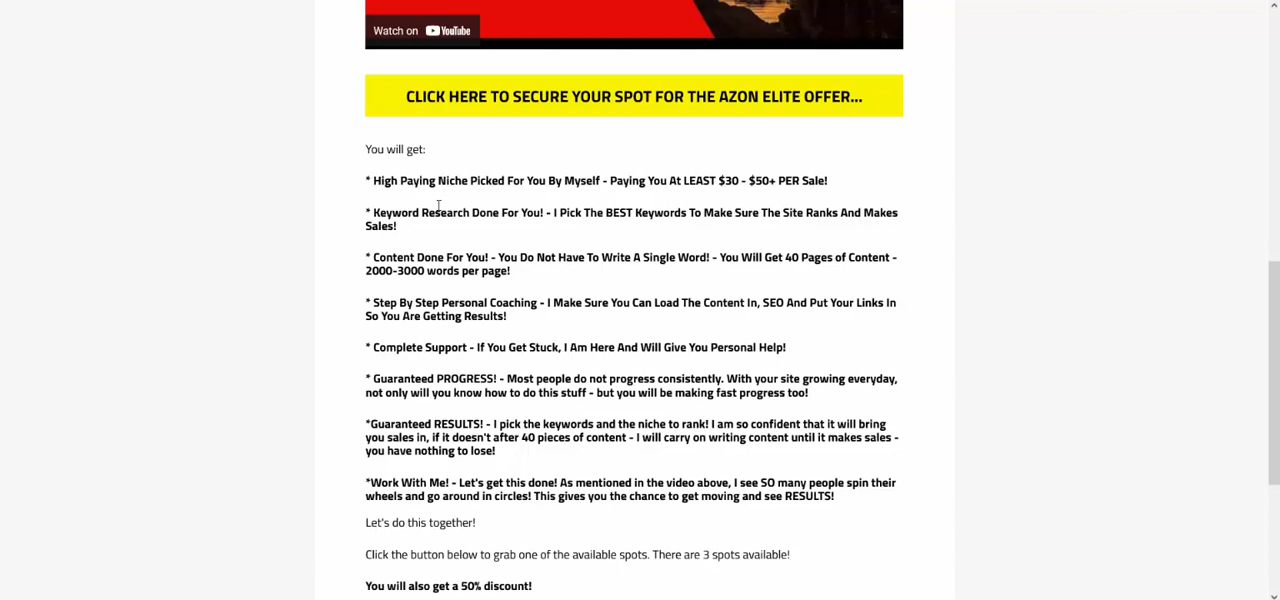 Watch on YouTube
CLICK HERE TO SECURE YOUR SPOT FOR THE AZON ELITE OFFER...
You will get:
* High Paying Niche Picked For You By Myself - Paying You At LEAST $30 - $50+ PER Sale!
* Keyword Research Done For You! - I Pick The BEST Keywords To Make Sure The Site Ranks And Makes
Sales!
* Content Done For You! - You Do Not Have To Write A Single Word! - You Will Get 40 Pages of Content -
2000-3000 words per page!
* Step By Step Personal Coaching - I Make Sure You Can Load The Content In, SEO And Put Your Links In
So You Are Getting Results!
* Complete Support - If You Get Stuck, I Am Here And Will Give You Personal Help!
* Guaranteed PROGRESS! - Most people do not progress consistently. With your site growing everyday,
not only will you know how to do this stuff - but you will be making fast progress too!
*Guaranteed RESULTS! - I pick the keywords and the niche to rank! I am so confident that it will bring
you sales in, if it doesn't after 40 pieces of content - I will carry on writing content until it makes sales -
you have nothing to lose!
*Work With Me! - Let's get this done! As mentioned in the video above, I see SO many people spin their
wheels and go around in circles! This gives you the chance to get moving and see RESULTS!
Let's do this together!
Click the button below to grab one of the available spots. There are 3 spots available!
You will also get a 50% discount!